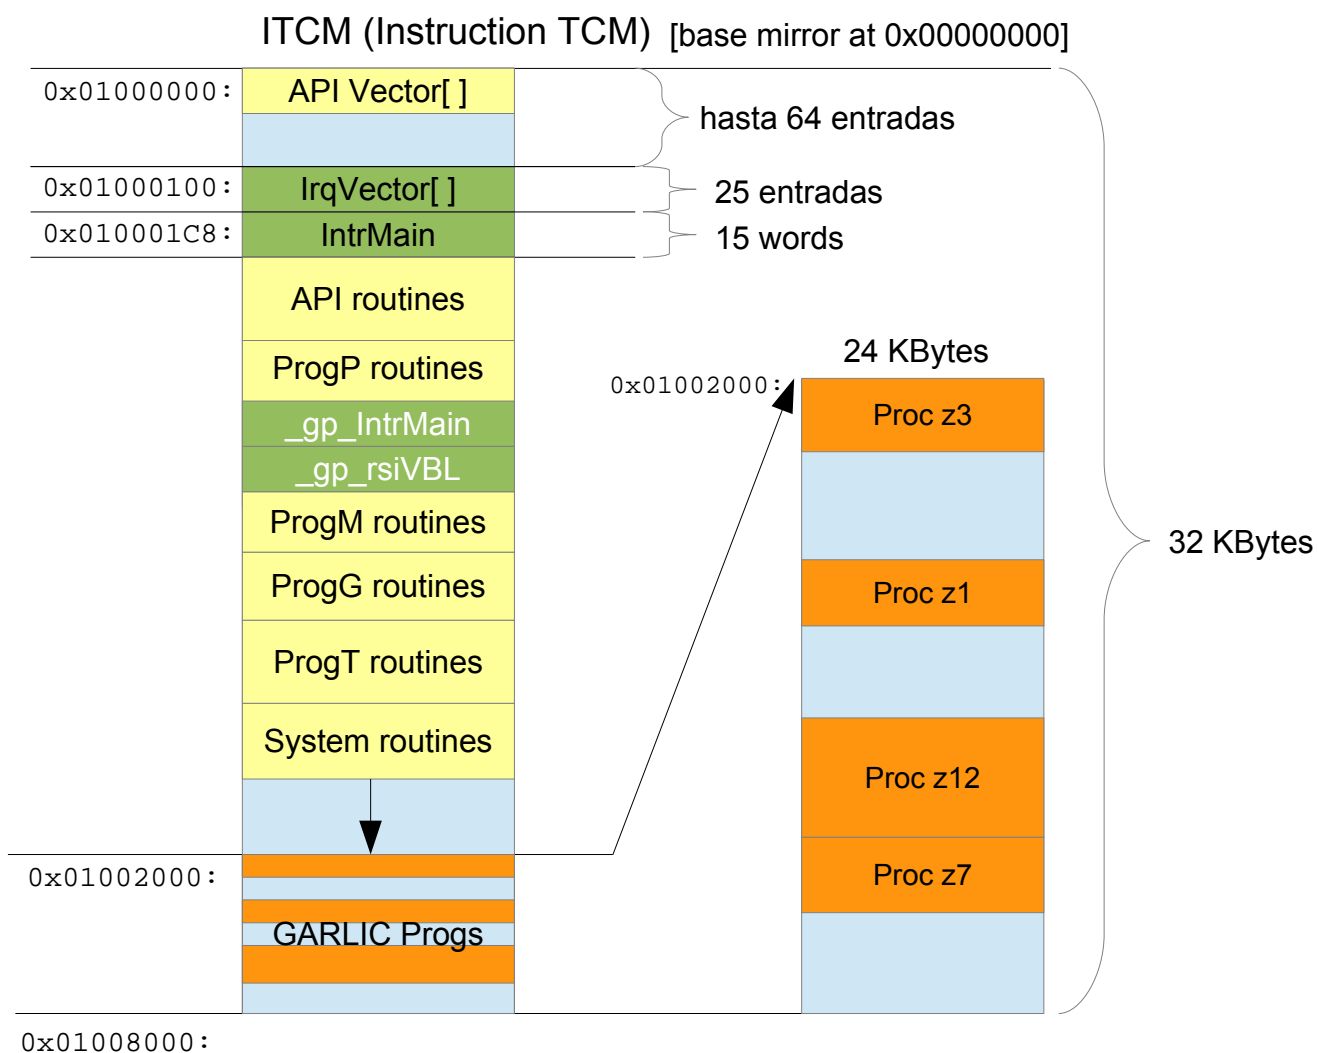 ITCM (Instruction TCM) [base mirror at 0x00000000]
0x01000000:
API Vector[ ]
hasta 64 entradas
0x01000100:
IrqVector[ ]
25 entradas
0x010001C8:
IntrMain
15 words
API routines
ProgP routines
_gp_IntrMain
_gp_rsiVBL
ProgM routines
ProgG routines
ProgT routines
System routines
0x01002000:
GARLIC Progs
0x01008000:
24 KBytes
0x01002000:
Proc z3
Proc z1
Proc z12
Proc z7
32 KBytes